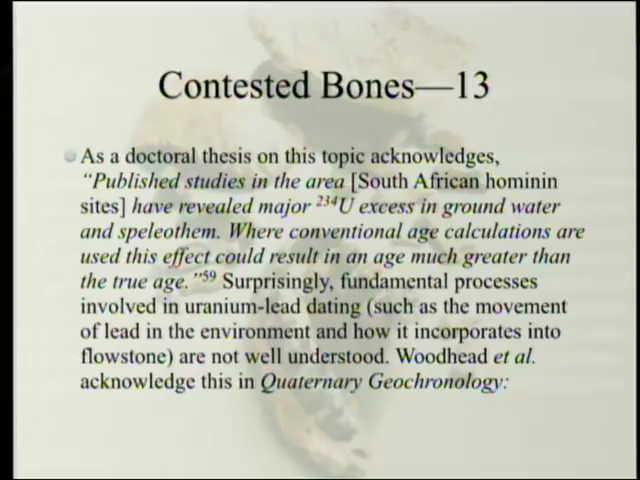 Contested Bones—13
As a doctoral thesis on this topic acknowledges,
“Published studies in the area [South African hominin
sites] have revealed major ²³⁴U excess in ground water
and speleothem. Where conventional age calculations are
used this effect could result in an age much greater than
the true age.”⁵⁹ Surprisingly, fundamental processes
involved in uranium-lead dating (such as the movement
of lead in the environment and how it incorporates into
flowstone) are not well understood. Woodhead et al.
acknowledge this in Quaternary Geochronology: